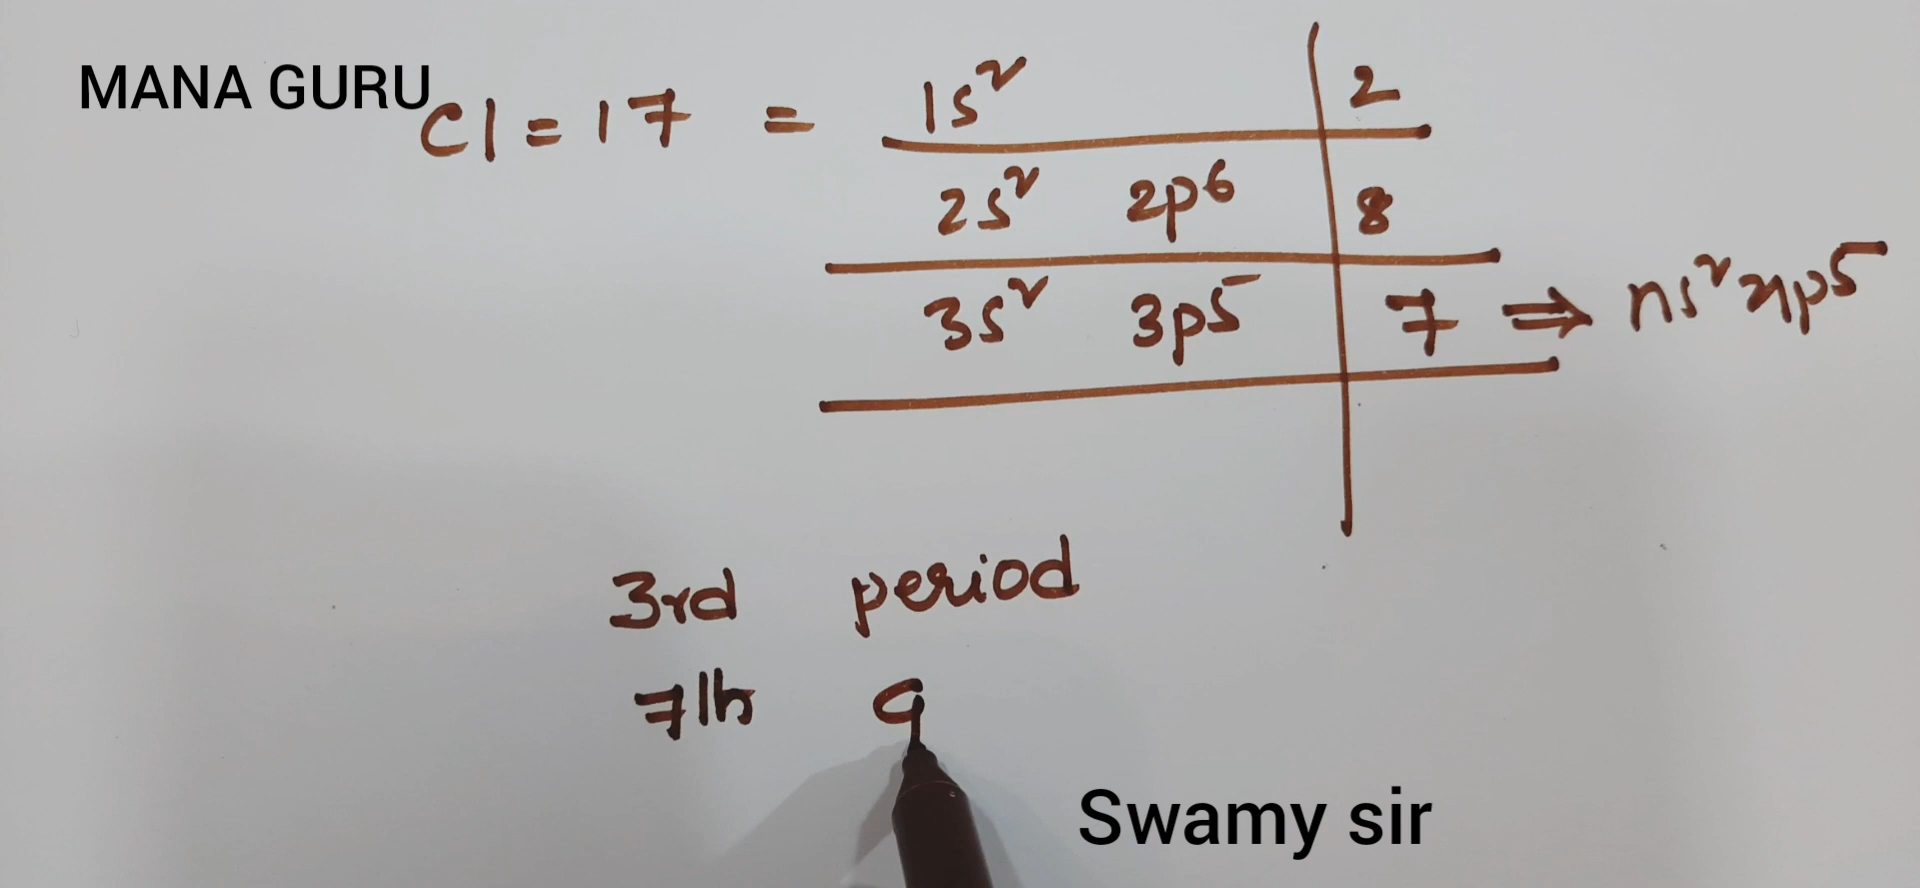 MANA GURU
Cl = 17 = 1s² 2
2s² 2p6 8
3s² 3p5 7 ⇒ ns² np5
3rd period
7th g
Swamy sir